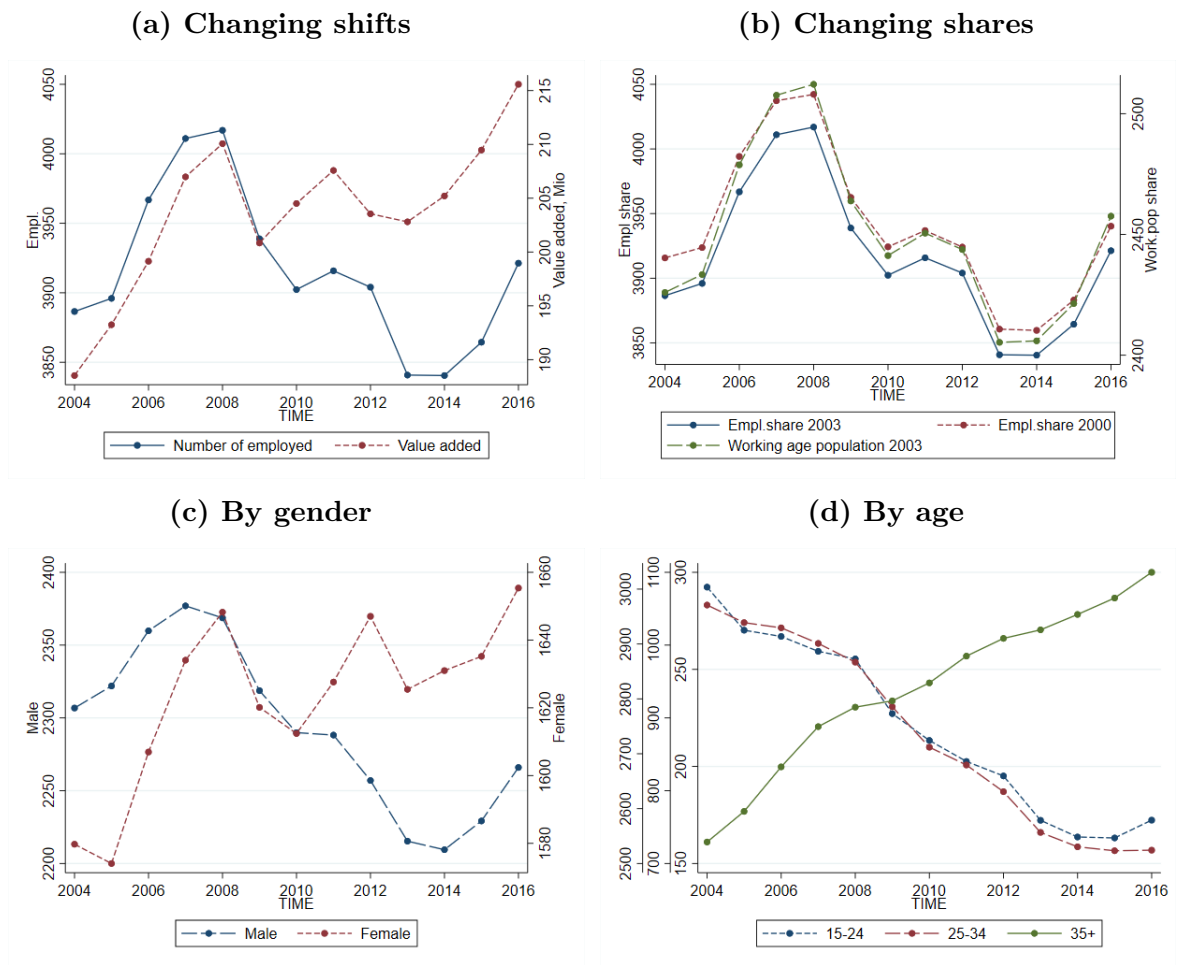 (a) Changing shifts
(b) Changing shares
4050
4000
3950
3900
3850
Empl.
215
210
205
200
195
190
Value added, Mio
2004 2006 2008 2010 2012 2014 2016
TIME
Number of employed Value added
4050
4000
3950
3900
3850
Empl share
2500
2450
2400
Work.pop share
2004 2006 2008 2010 2012 2014 2016
TIME
Empl.share 2003 Empl.share 2000
Working age population 2003
(c) By gender
(d) By age
2400
2350
2300
2250
2200
Male
1660
1640
1620
1600
1580
Female
2004 2006 2008 2010 2012 2014 2016
TIME
Male Female
3000
2900
2800
2700
2600
2500
1100
1000
900
800
700
300
250
200
150
2004 2006 2008 2010 2012 2014 2016
TIME
15-24 25-34 35+